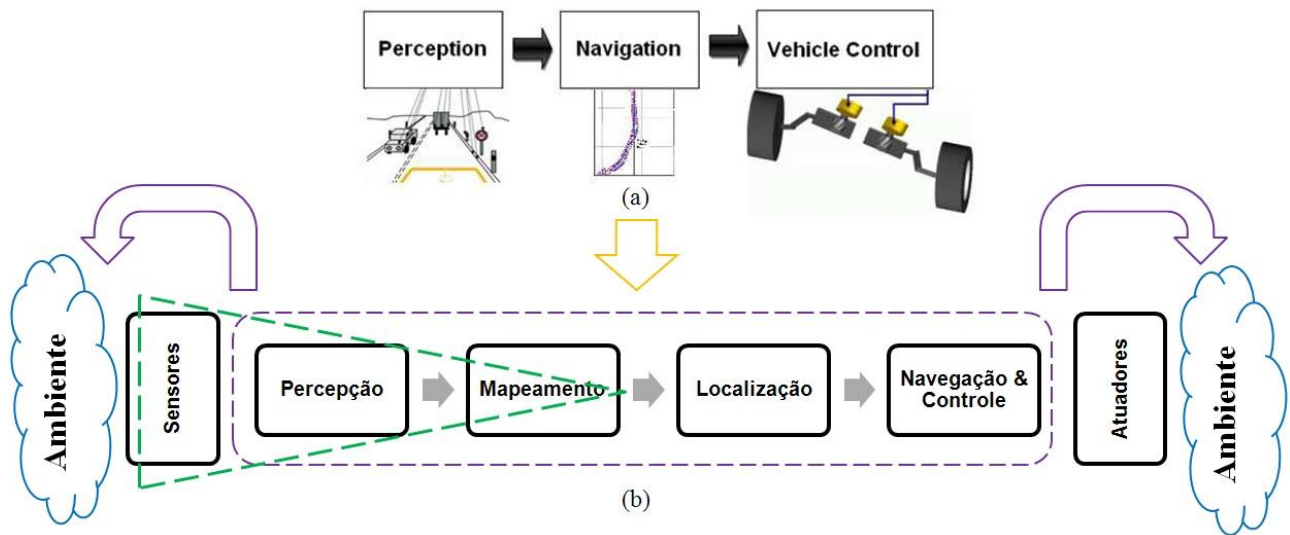 Perception
Navigation
Vehicle Control
(a)
Ambiente
Sensores
Percepção
Mapeamento
Localização
Navegação &
Controle
Atuadores
Ambiente
(b)